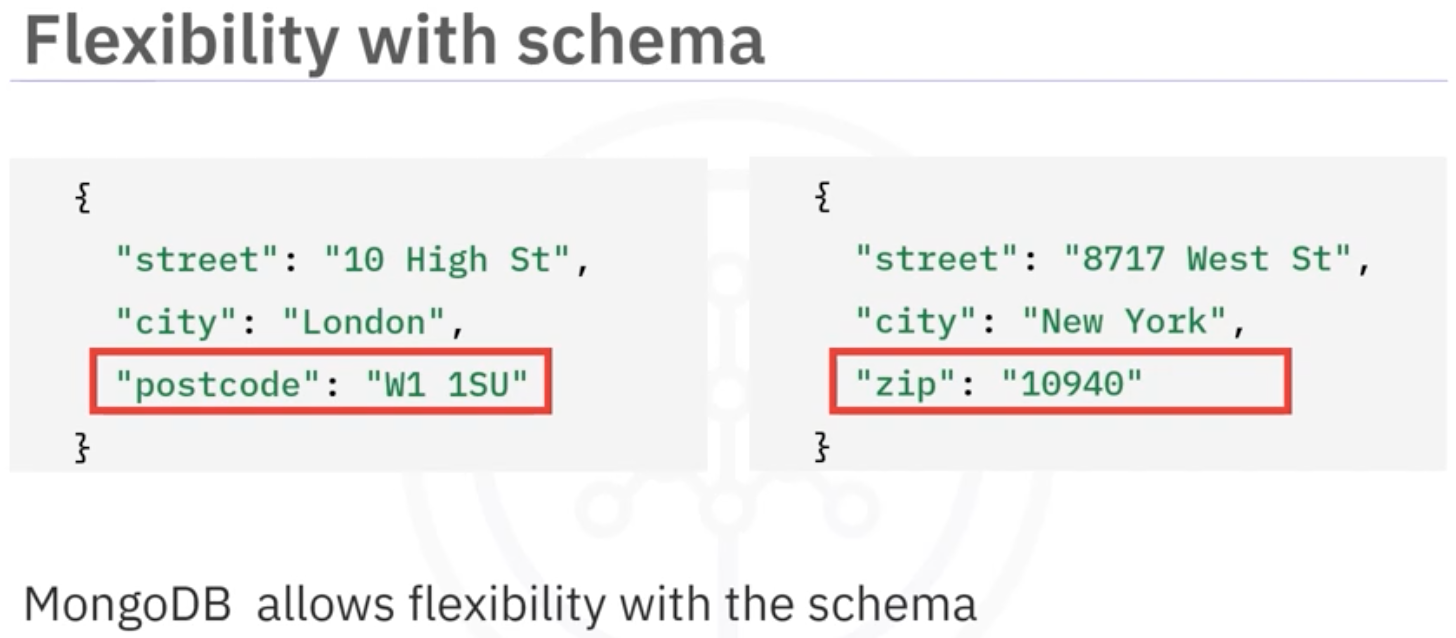 Flexibility with schema
{
"street": "10 High St",
"city": "London",
"postcode": "W1 1SU"
}
{
"street": "8717 West St",
"city": "New York",
"zip": "10940"
}
MongoDB allows flexibility with the schema